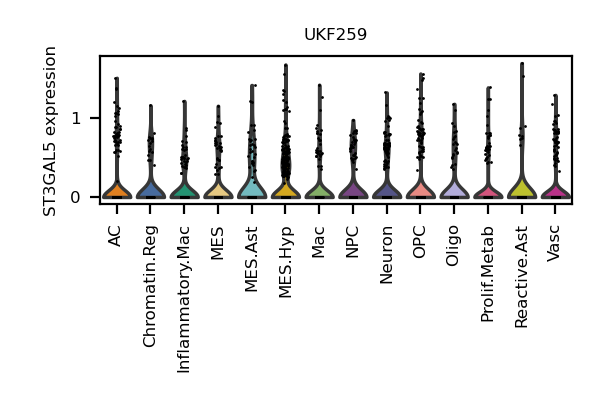 UKF259
ST3GAL5 expression
1
0
AC
Chromatin.Reg
Inflammatory.Mac
MES
MES.Ast
MES.Hyp
Mac
NPC
Neuron
OPC
Oligo
Prolif.Metab
Reactive.Ast
Vasc